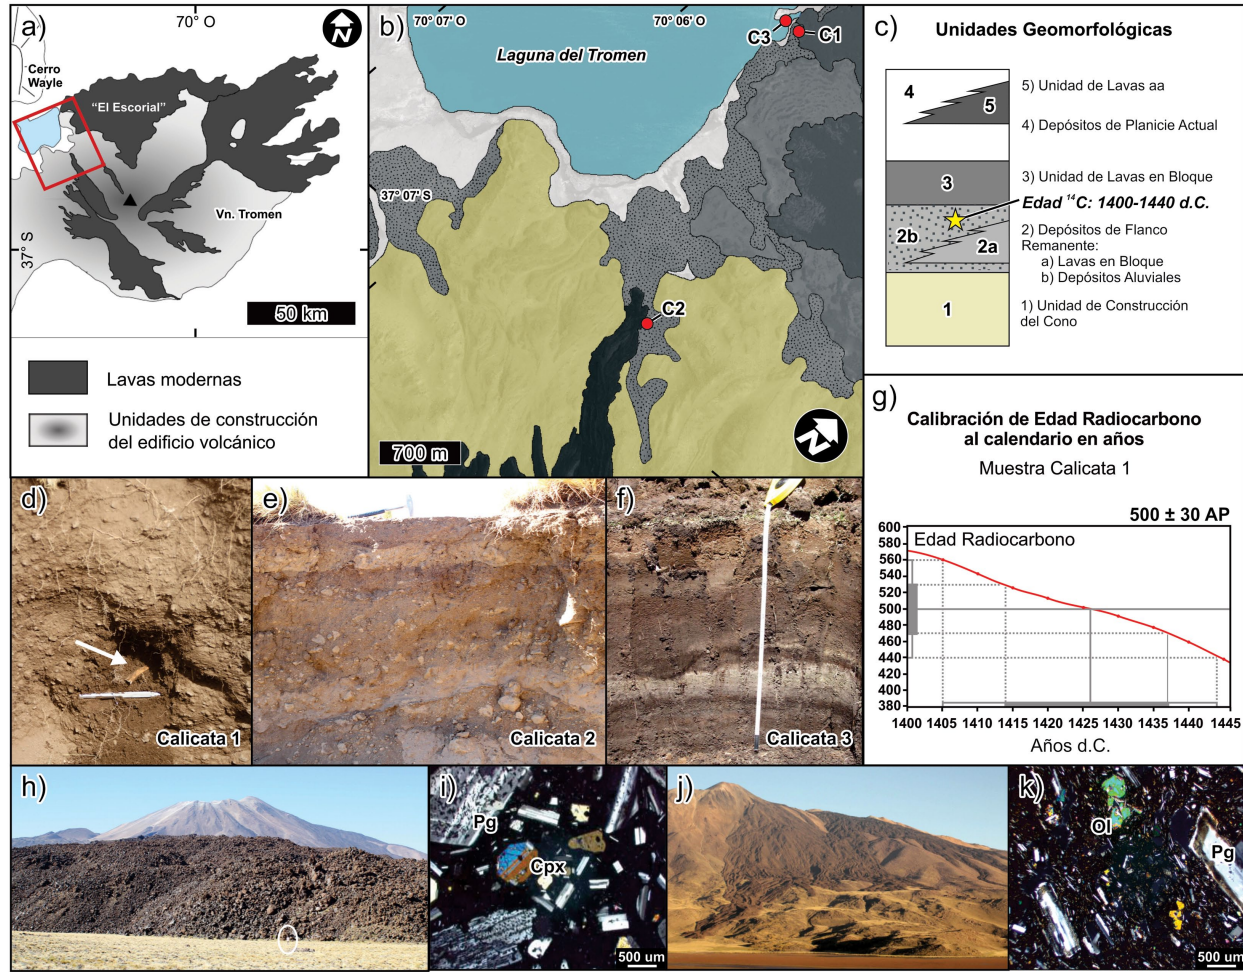 a)
70° O
N
Cerro
Wayle
“El Escorial”
Vn. Tromen
37° S
50 km
Lavas modernas
Unidades de construcción
del edificio volcánico
b)
70° 07' O
70° 06' O
Laguna del Tromen
C3
C1
37° 07' S
C2
700 m
N
c)
Unidades Geomorfológicas
4
5
3
2b
2a
1
5) Unidad de Lavas aa
4) Depósitos de Planicie Actual
3) Unidad de Lavas en Bloque
Edad ¹⁴C: 1400-1440 d.C.
2) Depósitos de Flanco
Remanente:
a) Lavas en Bloque
b) Depósitos Aluviales
1) Unidad de Construcción
del Cono
d)
Calicata 1
e)
Calicata 2
f)
Calicata 3
g)
Calibración de Edad Radiocarbono
al calendario en años
Muestra Calicata 1
500 ± 30 AP
Edad Radiocarbono
600
580
560
540
520
500
480
460
440
420
400
380
1400 1405 1410 1415 1420 1425 1430 1435 1440 1445
Años d.C.
h)
i)
Pg
Cpx
500 um
j)
k)
Ol
Pg
500 um